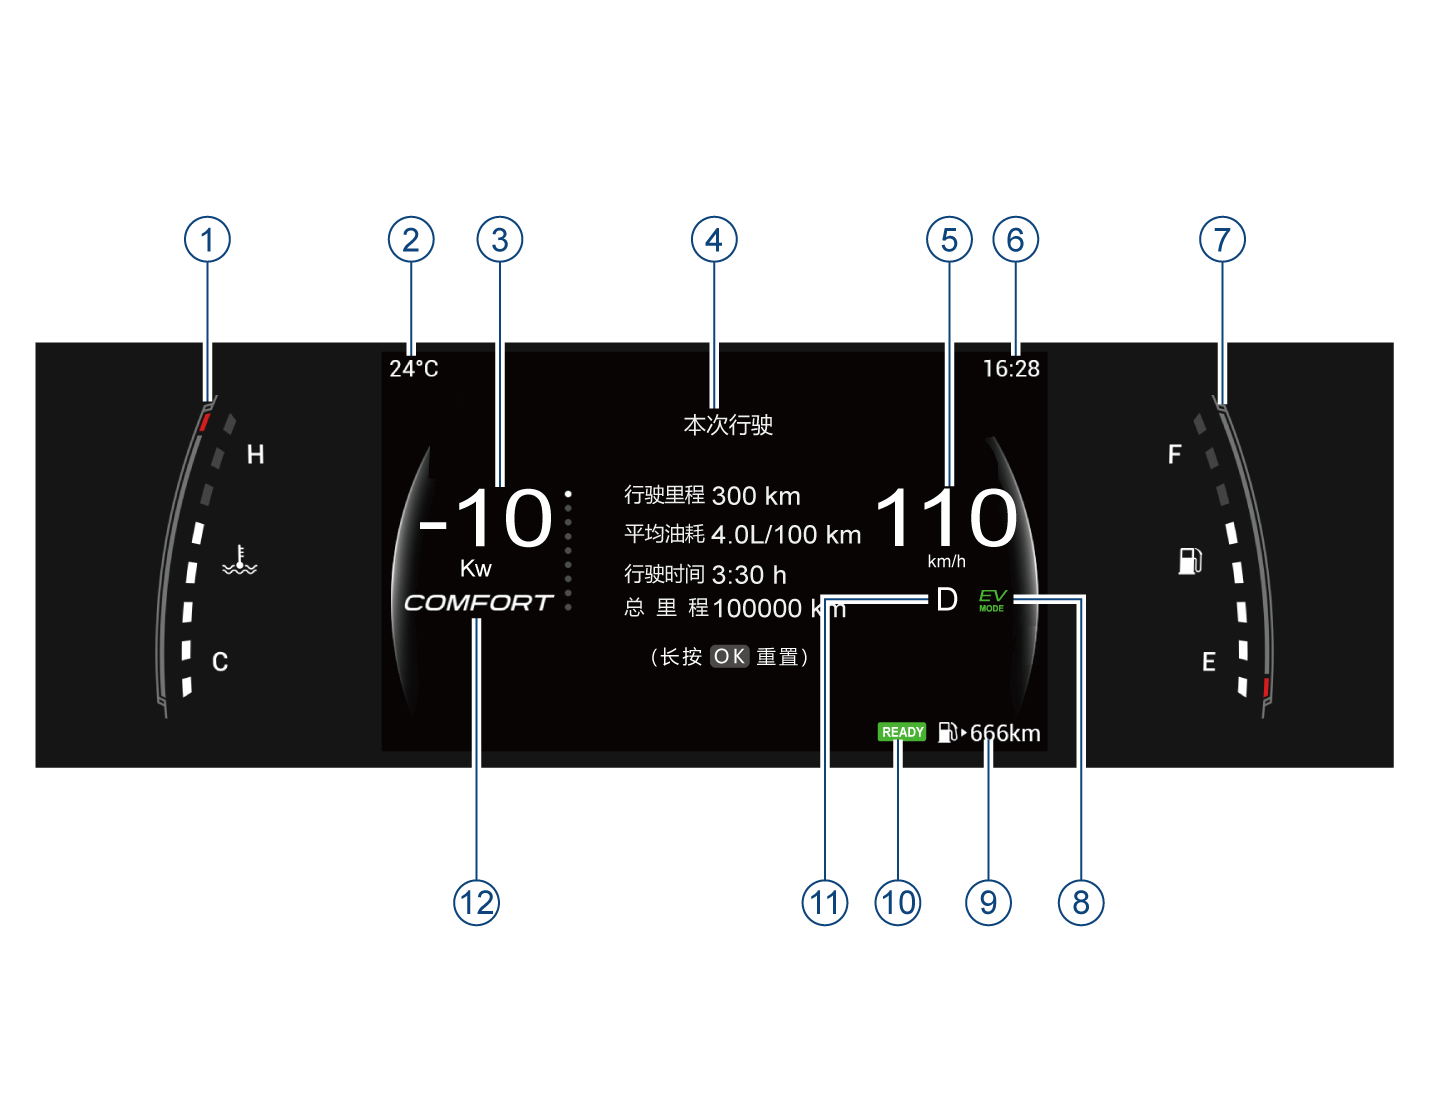 1 2 3 4 5 6 7
24°C 16:28
本次行驶
H
F
-10
Kw
COMFORT
行驶里程 300 km
平均油耗 4.0L/100 km
行驶时间 3:30 h
总 里 程 100000 km
(长按 OK 重置)
110
km/h
D EV
MODE
C
E
READY 666km
12 11 10 9 8